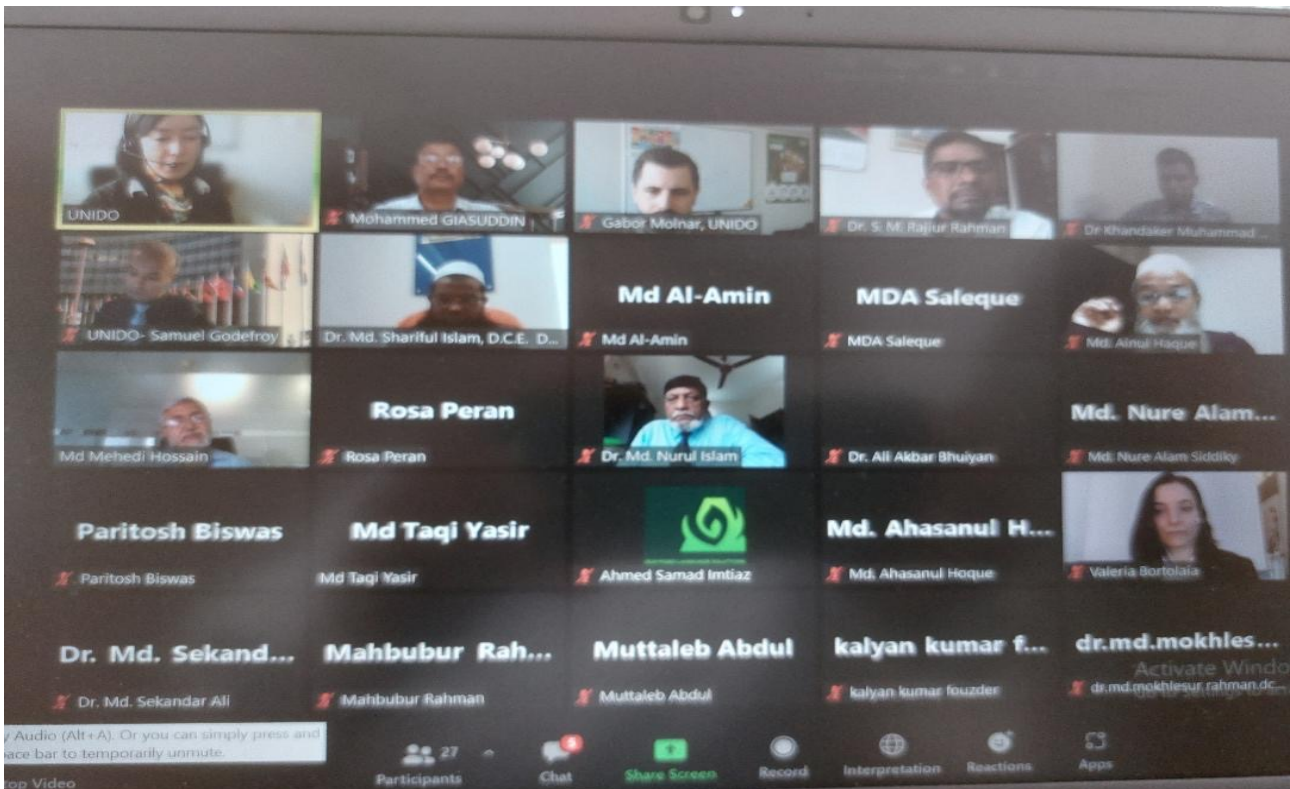 UNIDO
Mohammed GIASUDDIN
Gabor Molnar, UNIDO
Dr. S. M. Rajiur Rahman
Dr Khandaker Muhammad ...
UNIDO- Samuel Godefroy
Dr. Md. Shariful Islam, D.C.E. D...
Md Al-Amin
Md Al-Amin
MDA Saleque
MDA Saleque
Md. Ainul Haque
Md Mehedi Hossain
Rosa Peran
Rosa Peran
Dr. Md. Nurul Islam
Dr. Ali Akbar Bhuiyan
Md. Nure Alam...
Md. Nure Alam Siddiky
Paritosh Biswas
Paritosh Biswas
Md Taqi Yasir
Md Taqi Yasir
Ahmed Samad Imtiaz
Md. Ahasanul H...
Md. Ahasanul Hoque
Valeria Bortolaia
Dr. Md. Sekand...
Dr. Md. Sekandar Ali
Mahbubur Rah...
Mahbubur Rahman
Muttaleb Abdul
Muttaleb Abdul
kalyan kumar f...
kalyan kumar fouzder
dr.md.mokhles...
Activate Windo
dr.md.mokhlesur rahman.dc...
y Audio (Alt+A). Or you can simply press and
pace bar to temporarily unmute.
top Video
27
Participants
Chat
Share Screen
Record
Interpretation
Reactions
Apps